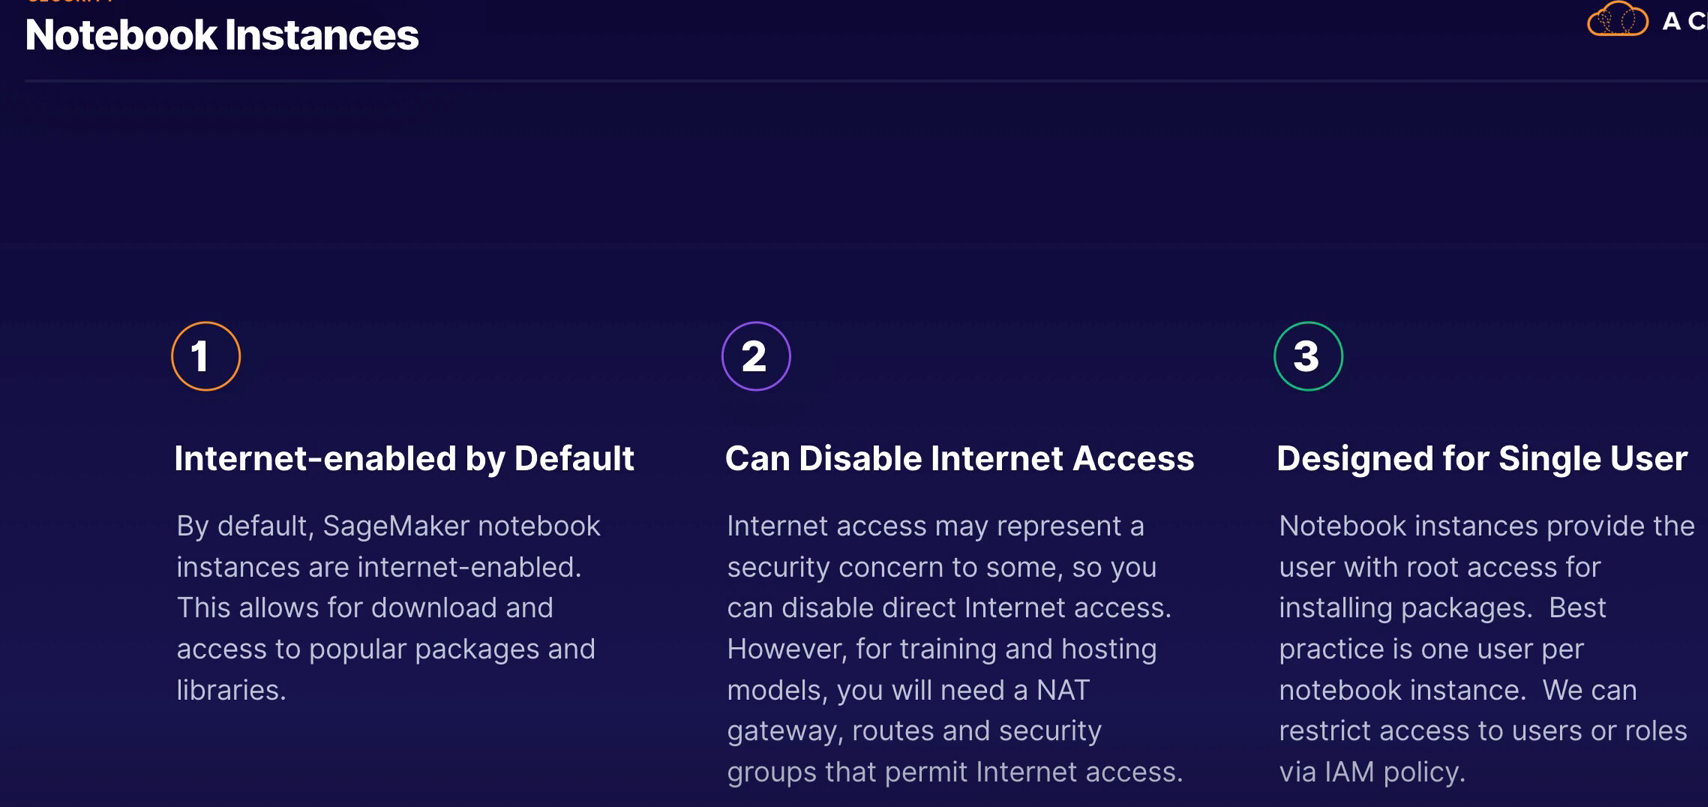 SECURITY
Notebook Instances
A C
1
Internet-enabled by Default
By default, SageMaker notebook
instances are internet-enabled.
This allows for download and
access to popular packages and
libraries.
2
Can Disable Internet Access
Internet access may represent a
security concern to some, so you
can disable direct Internet access.
However, for training and hosting
models, you will need a NAT
gateway, routes and security
groups that permit Internet access.
3
Designed for Single User
Notebook instances provide the
user with root access for
installing packages.  Best
practice is one user per
notebook instance.  We can
restrict access to users or roles
via IAM policy.